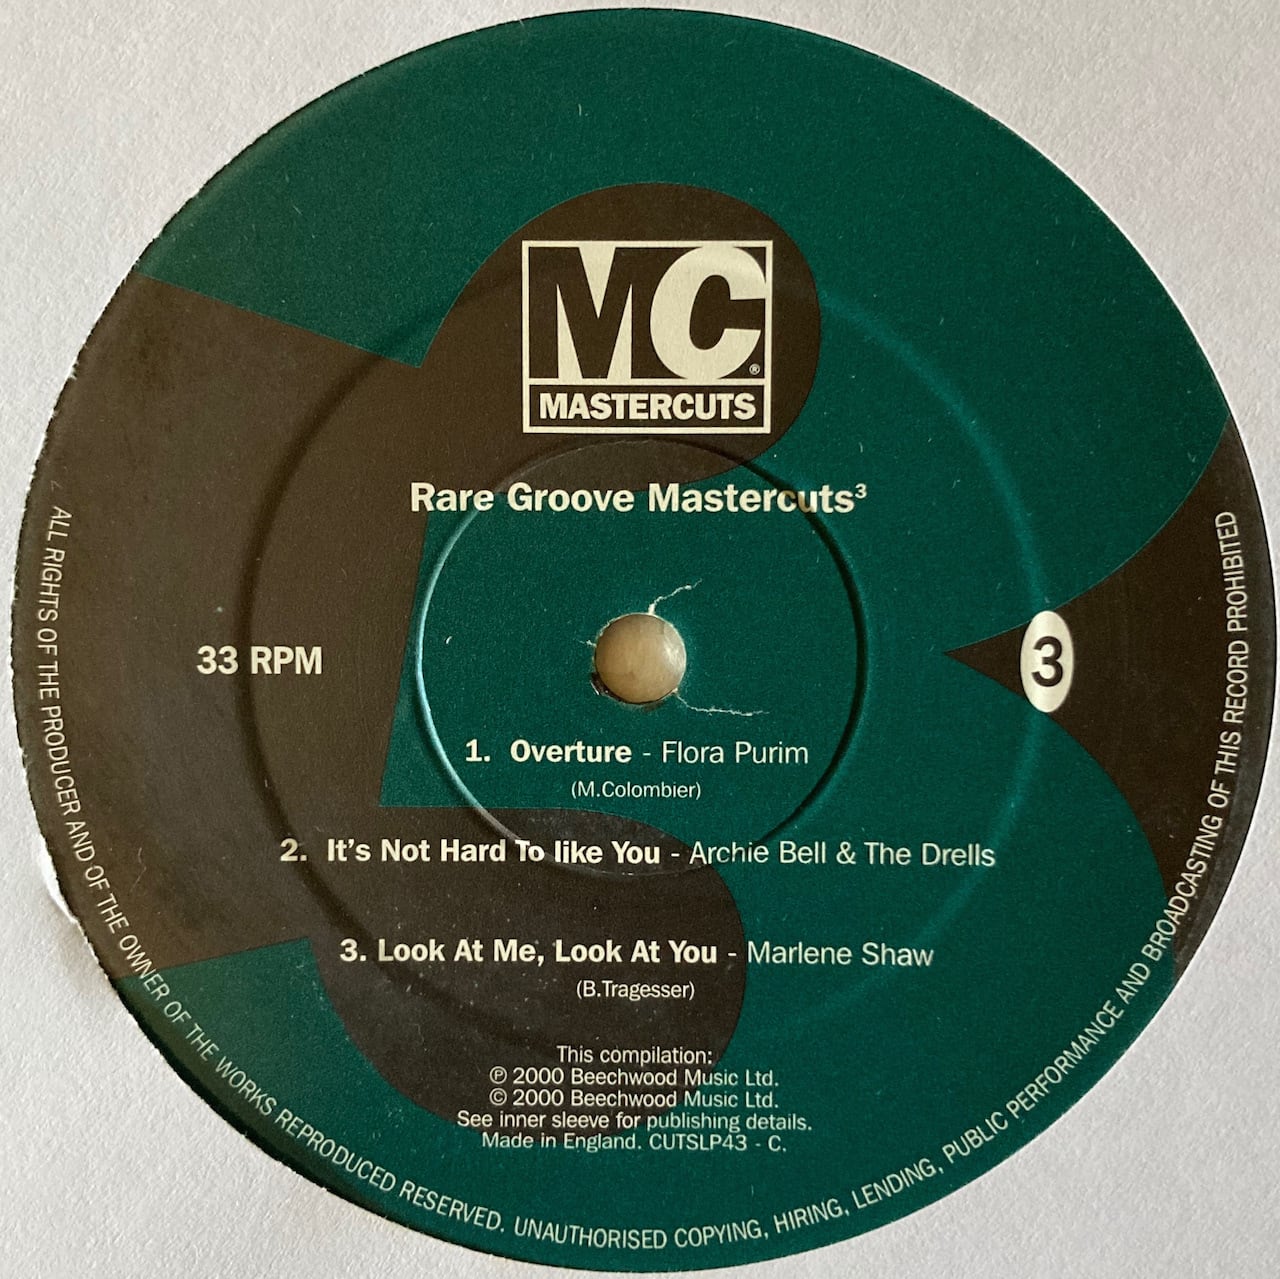 MC®
MASTERCUTS
Rare Groove Mastercuts³
33 RPM
3
1. Overture - Flora Purim
(M.Colombier)
2. It's Not Hard To like You - Archie Bell & The Drells
3. Look At Me, Look At You - Marlene Shaw
(B.Tragesser)
This compilation:
℗ 2000 Beechwood Music Ltd.
© 2000 Beechwood Music Ltd.
See inner sleeve for publishing details.
Made in England. CUTSLP43 - C.
ALL RIGHTS OF THE PRODUCER AND OF THE OWNER OF THE WORKS REPRODUCED RESERVED. UNAUTHORISED COPYING, HIRING, LENDING, PUBLIC PERFORMANCE AND BROADCASTING OF THIS RECORD PROHIBITED